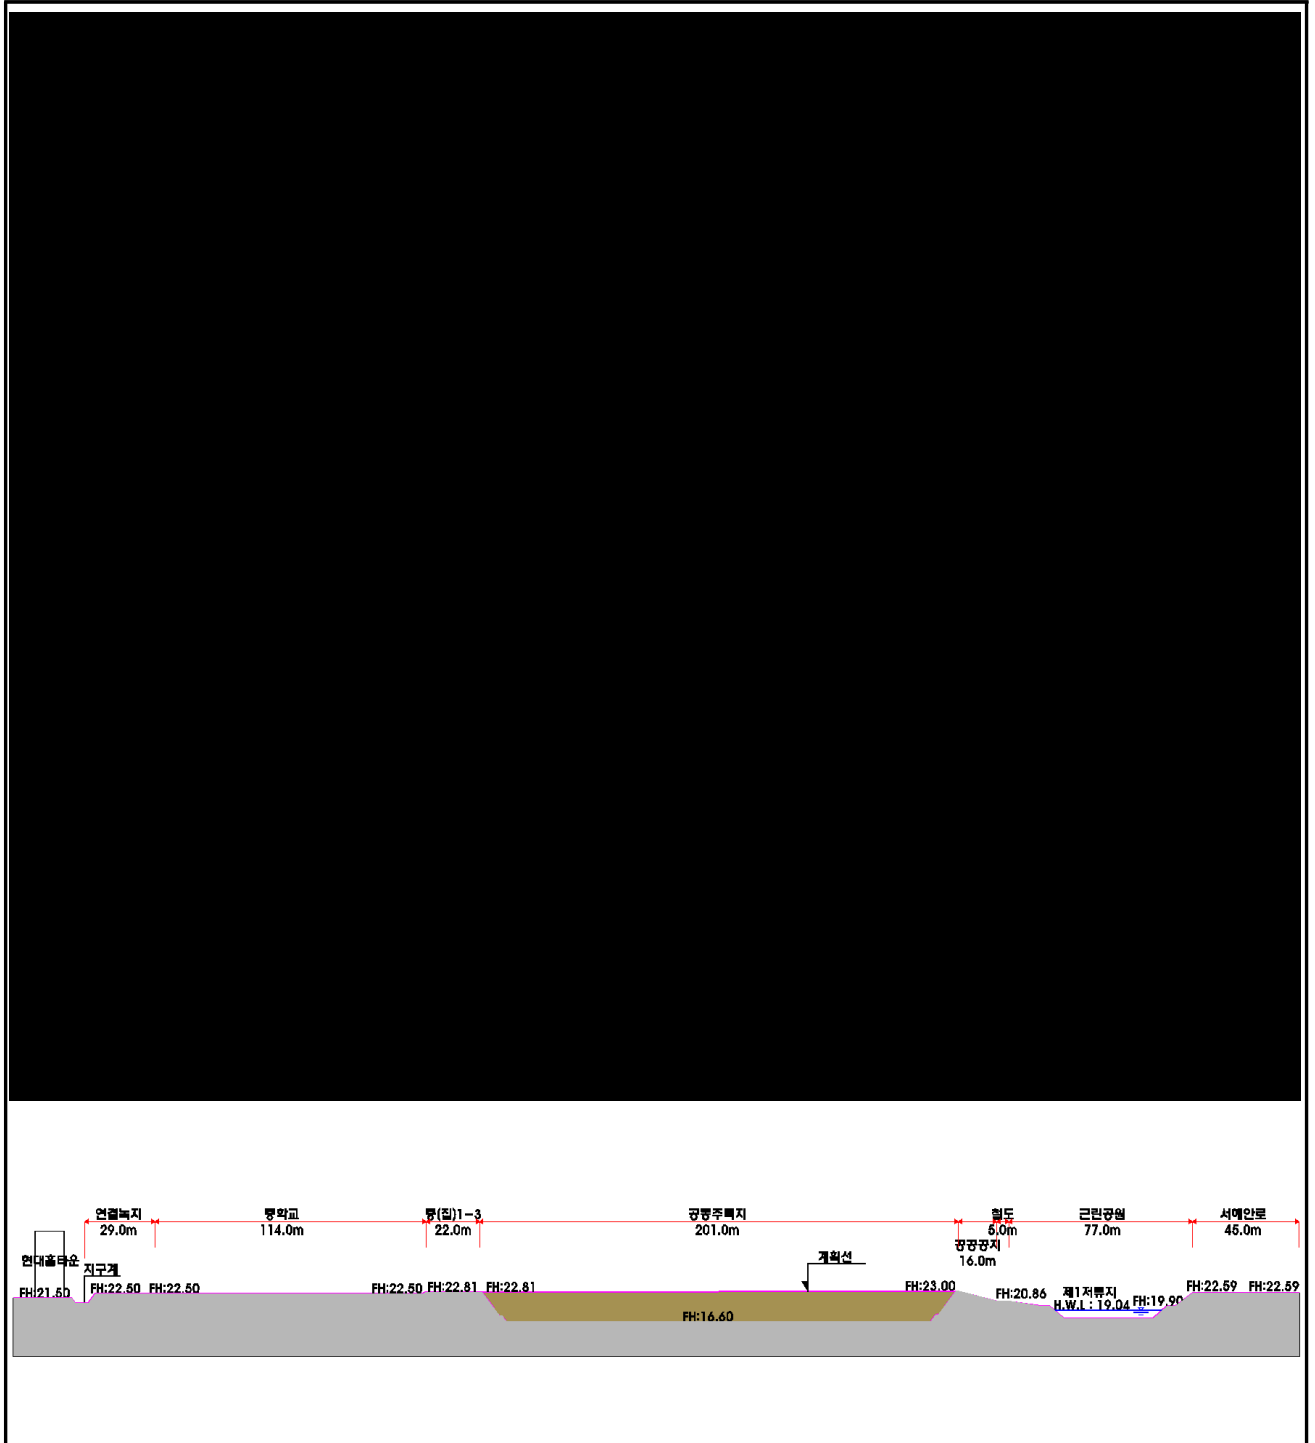 연결녹지 중학교 중(집)1-3 공동주택지 철도 근린공원 서해안로
29.0m 114.0m 22.0m 201.0m 5.0m 77.0m 45.0m
공공공지
현대홈타운 계획선 16.0m
지구계
FH:21.50 FH:22.50 FH:22.50 FH:22.50 FH:22.81 FH:22.81 FH:23.00 FH:20.86 제1저류지 FH:22.59 FH:22.59
H.W.L : 19.04 FH:19.90
FH:16.60